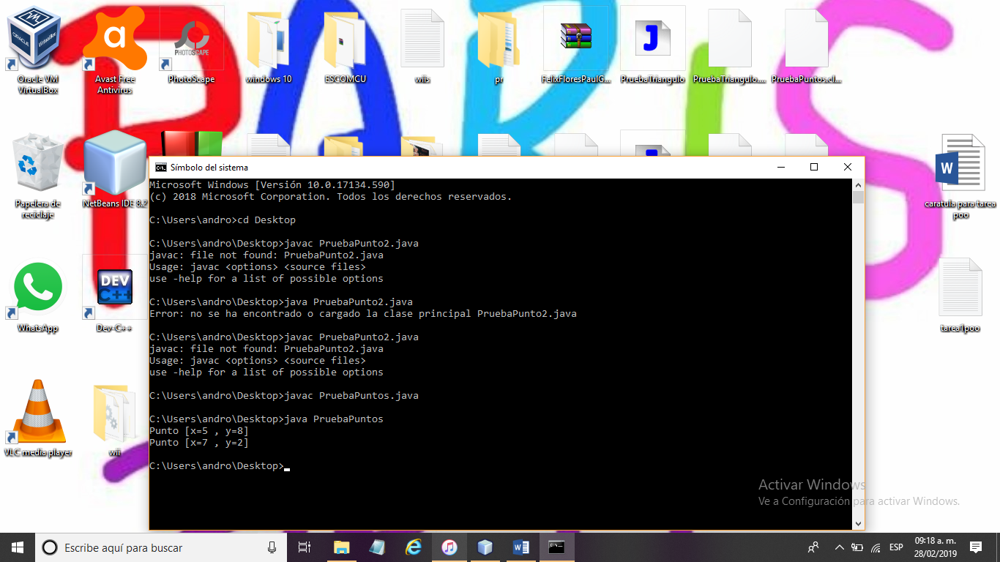 PARIS
Oracle VM
VirtualBox
Avast Free
Antivirus
PHOTOSCAPE
PhotoScape
windows 10
ESCOMCU
wiis
pr
FelixFloresPaulG...
PruebaTriangulo
PruebaTriangulo....
PruebaPuntos.cl...
Papelera de
reciclaje
NetBeans IDE 8.2
W
caratula para tarea
poo
WhatsApp
DEV
C++
Dev-C++
tarea1poo
VLC media player
wii
Símbolo del sistema
Microsoft Windows [Versión 10.0.17134.590]
(c) 2018 Microsoft Corporation. Todos los derechos reservados.
C:\Users\andro>cd Desktop
C:\Users\andro\Desktop>javac PruebaPunto2.java
javac: file not found: PruebaPunto2.java
Usage: javac <options> <source files>
use -help for a list of possible options
C:\Users\andro\Desktop>java PruebaPunto2.java
Error: no se ha encontrado o cargado la clase principal PruebaPunto2.java
C:\Users\andro\Desktop>javac PruebaPunto2.java
javac: file not found: PruebaPunto2.java
Usage: javac <options> <source files>
use -help for a list of possible options
C:\Users\andro\Desktop>javac PruebaPuntos.java
C:\Users\andro\Desktop>java PruebaPuntos
Punto [x=5 , y=8]
Punto [x=7 , y=2]
C:\Users\andro\Desktop>
Activar Windows
Ve a Configuración para activar Windows.
Escribe aquí para buscar
ESP
09:18 a. m.
28/02/2019